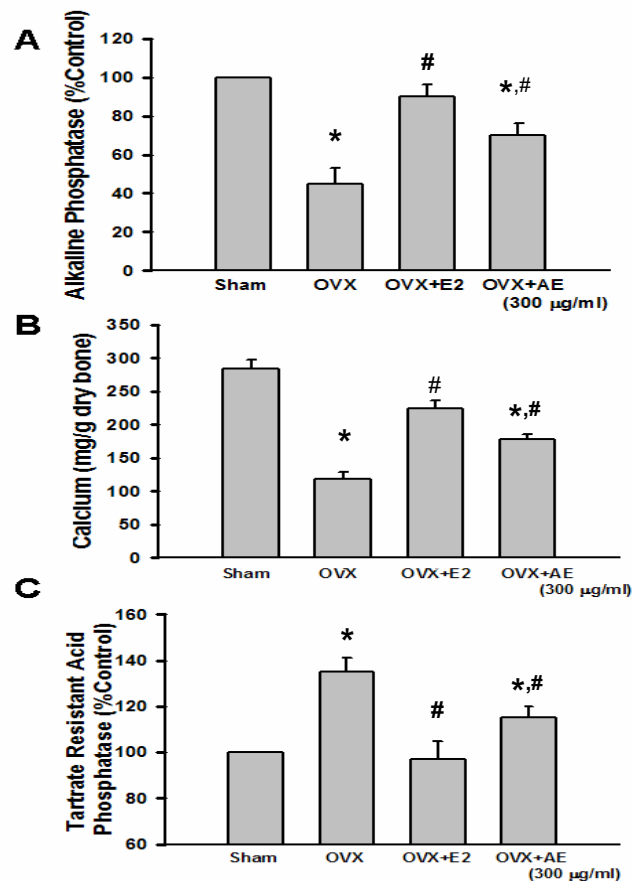 A
Alkaline Phosphatase (%Control)
120
100
80
60
40
20
0
*
#
*,#
Sham OVX OVX+E2 OVX+AE
(300 µg/ml)
B
Calcium (mg/g dry bone)
350
300
250
200
150
100
50
0
*
#
*,#
Sham OVX OVX+E2 OVX+AE
(300 µg/ml)
C
Tartrate Resistant Acid
Phosphatase (%Control)
160
140
120
100
80
60
*
#
*,#
Sham OVX OVX+E2 OVX+AE
(300 µg/ml)